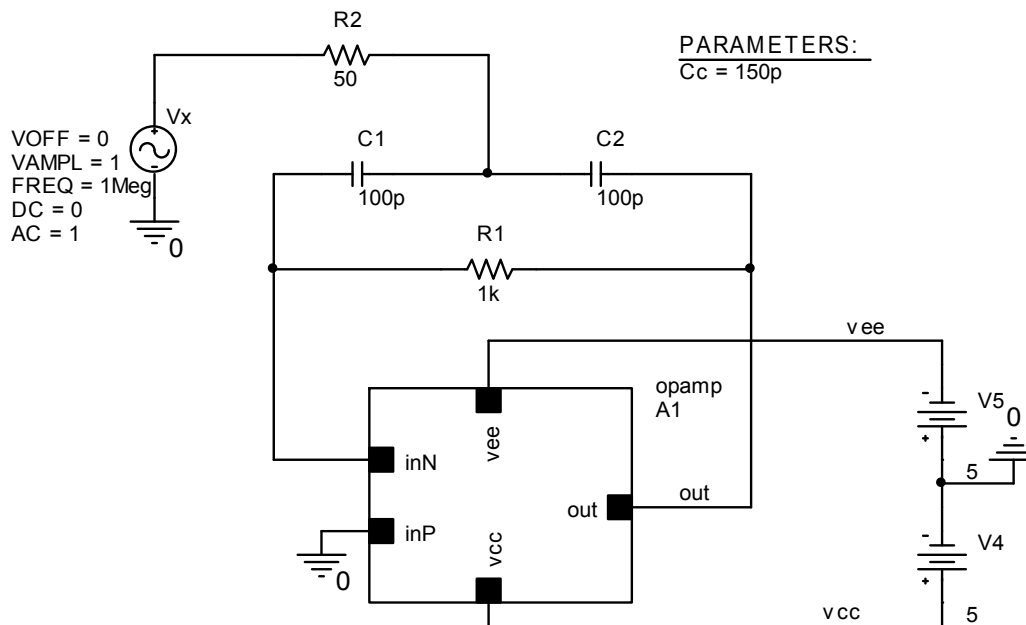 R2
50
PARAMETERS:
Cc = 150p
Vx
VOFF = 0
VAMPL = 1
FREQ = 1Meg
DC = 0
AC = 1
0
C1
100p
C2
100p
R1
1k
vee
opamp
A1
V5
0
5
inN
vee
out
out
inP
0
vcc
V4
vcc
5